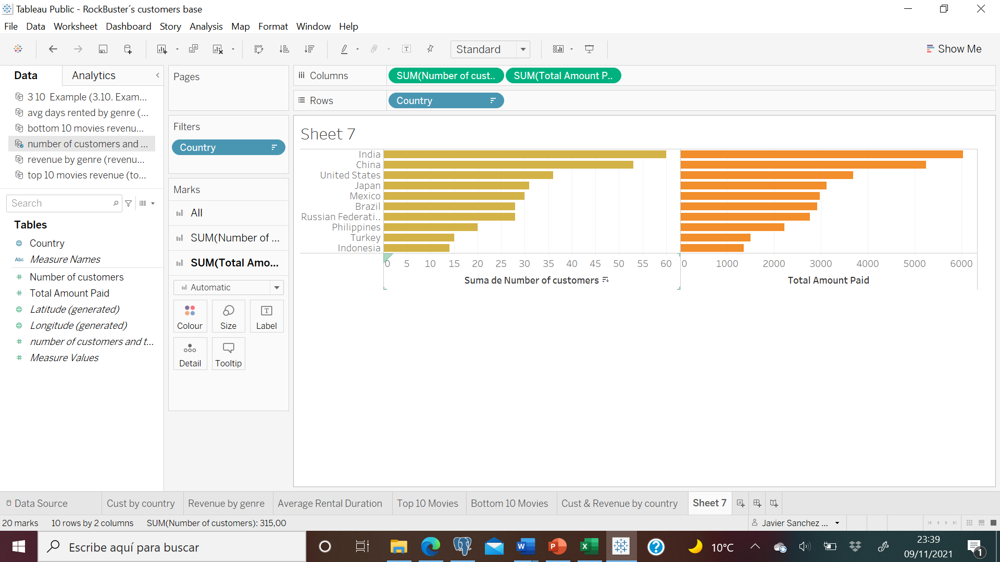 Tableau Public - RockBuster´s customers base
File Data Worksheet Dashboard Story Analysis Map Format Window Help
Standard
Show Me
Data Analytics
3 10 Example (3.10. Exam...
avg days rented by genre (...
bottom 10 movies revenu...
number of customers and ...
revenue by genre (revenu...
top 10 movies revenue (to...
Search
Tables
Country
Abc Measure Names
# Number of customers
# Total Amount Paid
Latitude (generated)
Longitude (generated)
# number of customers and t...
# Measure Values
Pages
Filters
Country
Marks
All
SUM(Number of ...
SUM(Total Amo...
Automatic
Colour Size Label
Detail Tooltip
Columns SUM(Number of cust.. SUM(Total Amount P..
Rows Country
Sheet 7
India
China
United States
Japan
Mexico
Brazil
Russian Federati..
Philippines
Turkey
Indonesia
0 5 10 15 20 25 30 35 40 45 50 55 60 0 1000 2000 3000 4000 5000 6000
Suma de Number of customers Total Amount Paid
Data Source Cust by country Revenue by genre Average Rental Duration Top 10 Movies Bottom 10 Movies Cust & Revenue by country Sheet 7
20 marks 10 rows by 2 columns SUM(Number of customers): 315,00 Javier Sanchez ...
Escribe aquí para buscar
10°C
23:39
09/11/2021
1